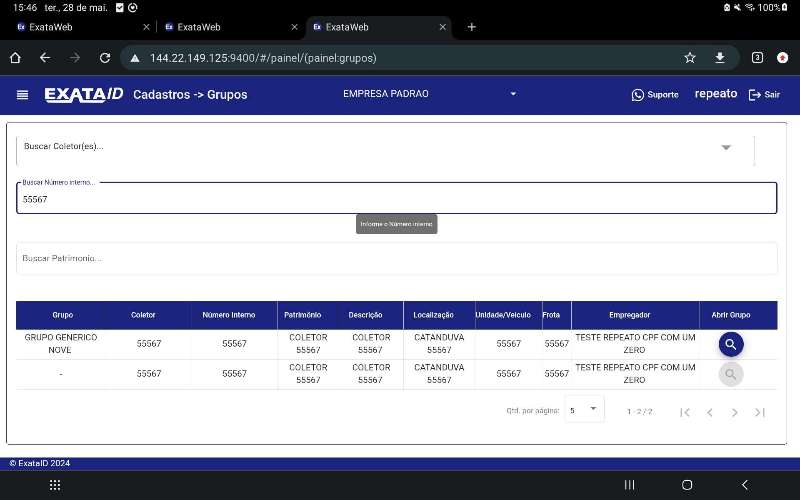 15:46 ter., 28 de mai. 100%
ExataWeb ExataWeb ExataWeb
144.22.149.125:9400/#/painel/(painel:grupos) 3
EXATAID Cadastros -> Grupos EMPRESA PADRAO Suporte repeato Sair
Buscar Coletor(es)...
Buscar Número interno...
55567
Informe o Número interno
Buscar Patrimonio...
Grupo Coletor Número Interno Patrimônio Descrição Localização Unidade/Veiculo Frota Empregador Abrir Grupo
GRUPO GENERICO NOVE 55567 55567 COLETOR 55567 COLETOR 55567 CATANDUVA 55567 55567 55567 TESTE REPEATO CPF COM UM ZERO
- 55567 55567 COLETOR 55567 COLETOR 55567 CATANDUVA 55567 55567 55567 TESTE REPEATO CPF COM UM ZERO
Qtd. por página: 5 1 - 2 / 2
© ExataID 2024